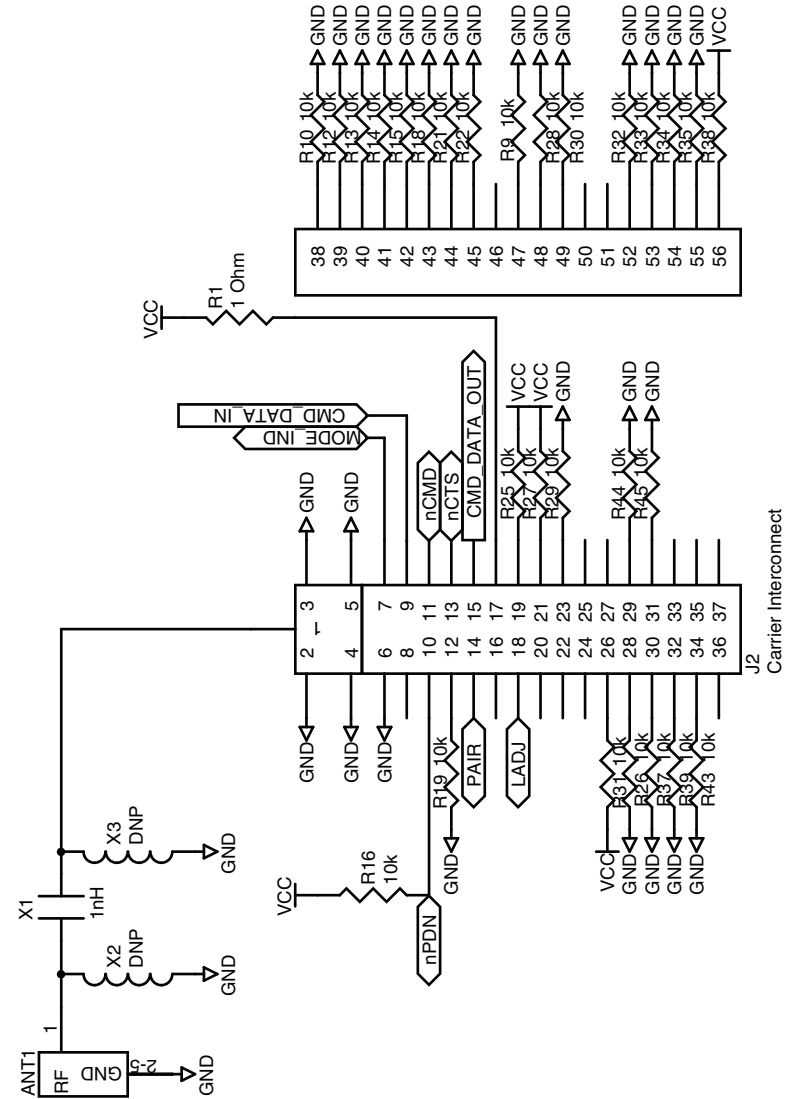 ANT1
RF
GND
1
2-5
GND
X1
1nH
X2
DNP
GND
X3
DNP
GND
VCC
R16
10k
nPDN
GND
R19 10k
PAIR
LADJ
VCC
GND
GND
GND
GND
R31 10k
R26 10k
R37 10k
R39 10k
R43 10k
GND
GND
GND
1
2 3
4 5
6 7
8 9
10 11
12 13
14 15
16 17
18 19
20 21
22 23
24 25
26 27
28 29
30 31
32 33
34 35
36 37
J2
Carrier Interconnect
GND
GND
MODE_IND
CMD_DATA_IN
nCMD
nCTS
CMD_DATA_OUT
VCC
R1
1 Ohm
R25 10k VCC
R27 10k VCC
R29 10k GND
R44 10k GND
R45 10k GND
38 R10 10k GND
39 R12 10k GND
40 R13 10k GND
41 R14 10k GND
42 R15 10k GND
43 R18 10k GND
44 R21 10k GND
45 R22 10k GND
46
47 R9 10k GND
48 R28 10k GND
49 R30 10k GND
50
51
52 R32 10k GND
53 R33 10k GND
54 R34 10k GND
55 R35 10k GND
56 R38 10k VCC